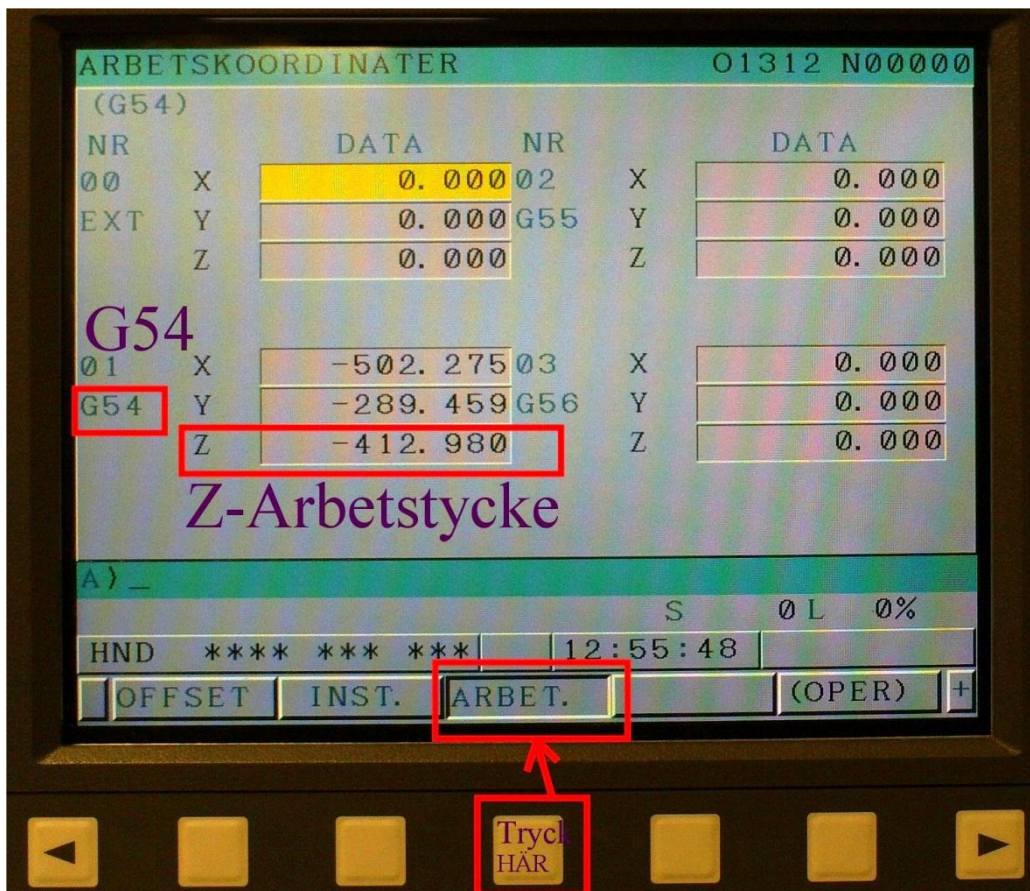 ARBETSKOORDINATER O1312 N00000
(G54)
NR DATA NR DATA
00 X 0.000 02 X 0.000
EXT Y 0.000 G55 Y 0.000
Z 0.000 Z 0.000
G54
01 X -502.275 03 X 0.000
G54 Y -289.459 G56 Y 0.000
Z -412.980 Z 0.000
Z-Arbetstycke
A)_
S 0 L 0%
HND **** *** *** 12:55:48
OFFSET INST. ARBET. (OPER) +
Tryck
HÄR